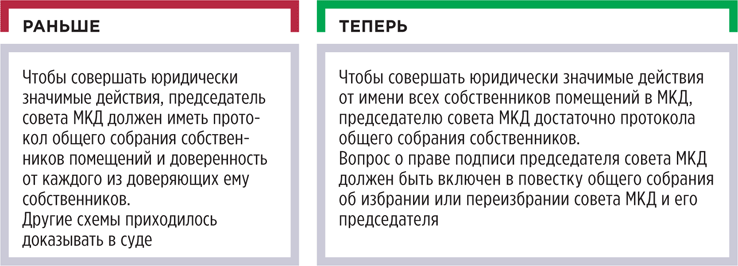 РАНЬШЕ
Чтобы совершать юридически
значимые действия, председатель
совета МКД должен иметь прото-
кол общего собрания собствен-
ников помещений и доверенность
от каждого из доверяющих ему
собственников.
Другие схемы приходилось
доказывать в суде
ТЕПЕРЬ
Чтобы совершать юридически значимые действия
от имени всех собственников помещений в МКД,
председателю совета МКД достаточно протокола
общего собрания собственников.
Вопрос о праве подписи председателя совета МКД
должен быть включен в повестку общего собрания
об избрании или переизбрании совета МКД и его
председателя